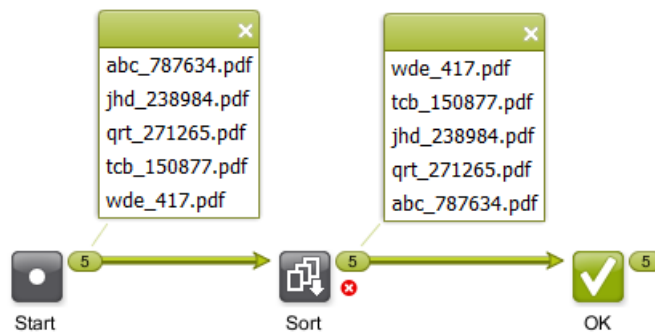 abc_787634.pdf
jhd_238984.pdf
qrt_271265.pdf
tcb_150877.pdf
wde_417.pdf
wde_417.pdf
tcb_150877.pdf
jhd_238984.pdf
qrt_271265.pdf
abc_787634.pdf
5
5
5
Start
Sort
OK